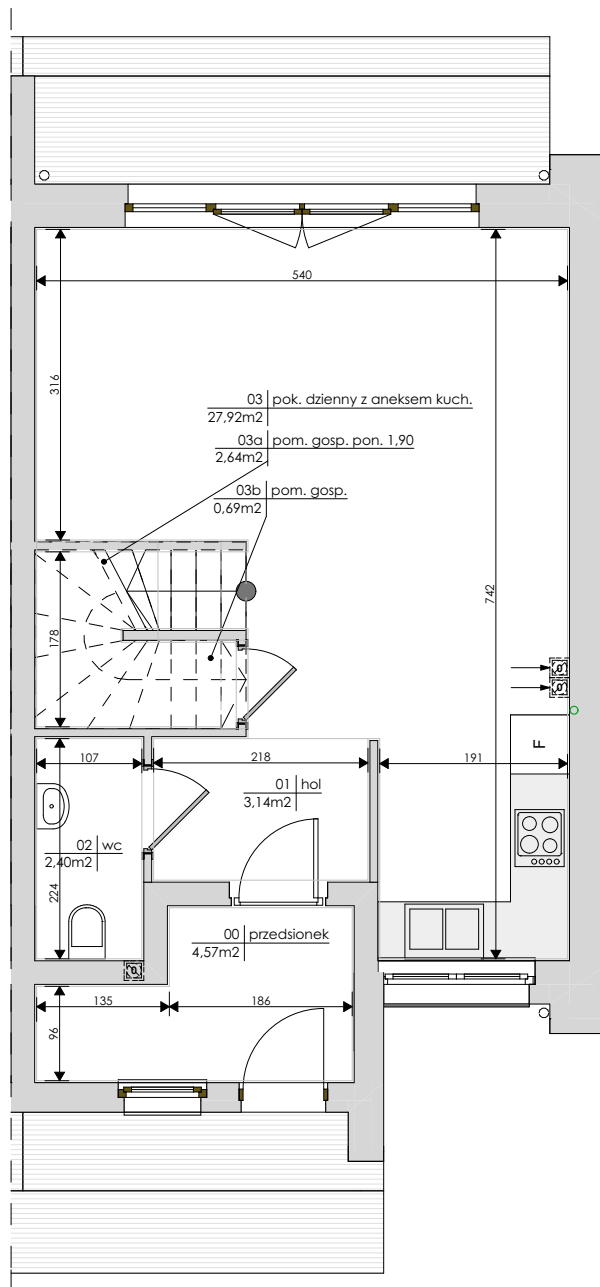 540
316
03 pok. dzienny z aneksem kuch.
27,92m2
03a pom. gosp. pon. 1,90
2,64m2
03b pom. gosp.
0,69m2
742
178
F
107
218
191
01 hol
3,14m2
02 wc
2,40m2
224
00 przedsionek
4,57m2
135
186
96